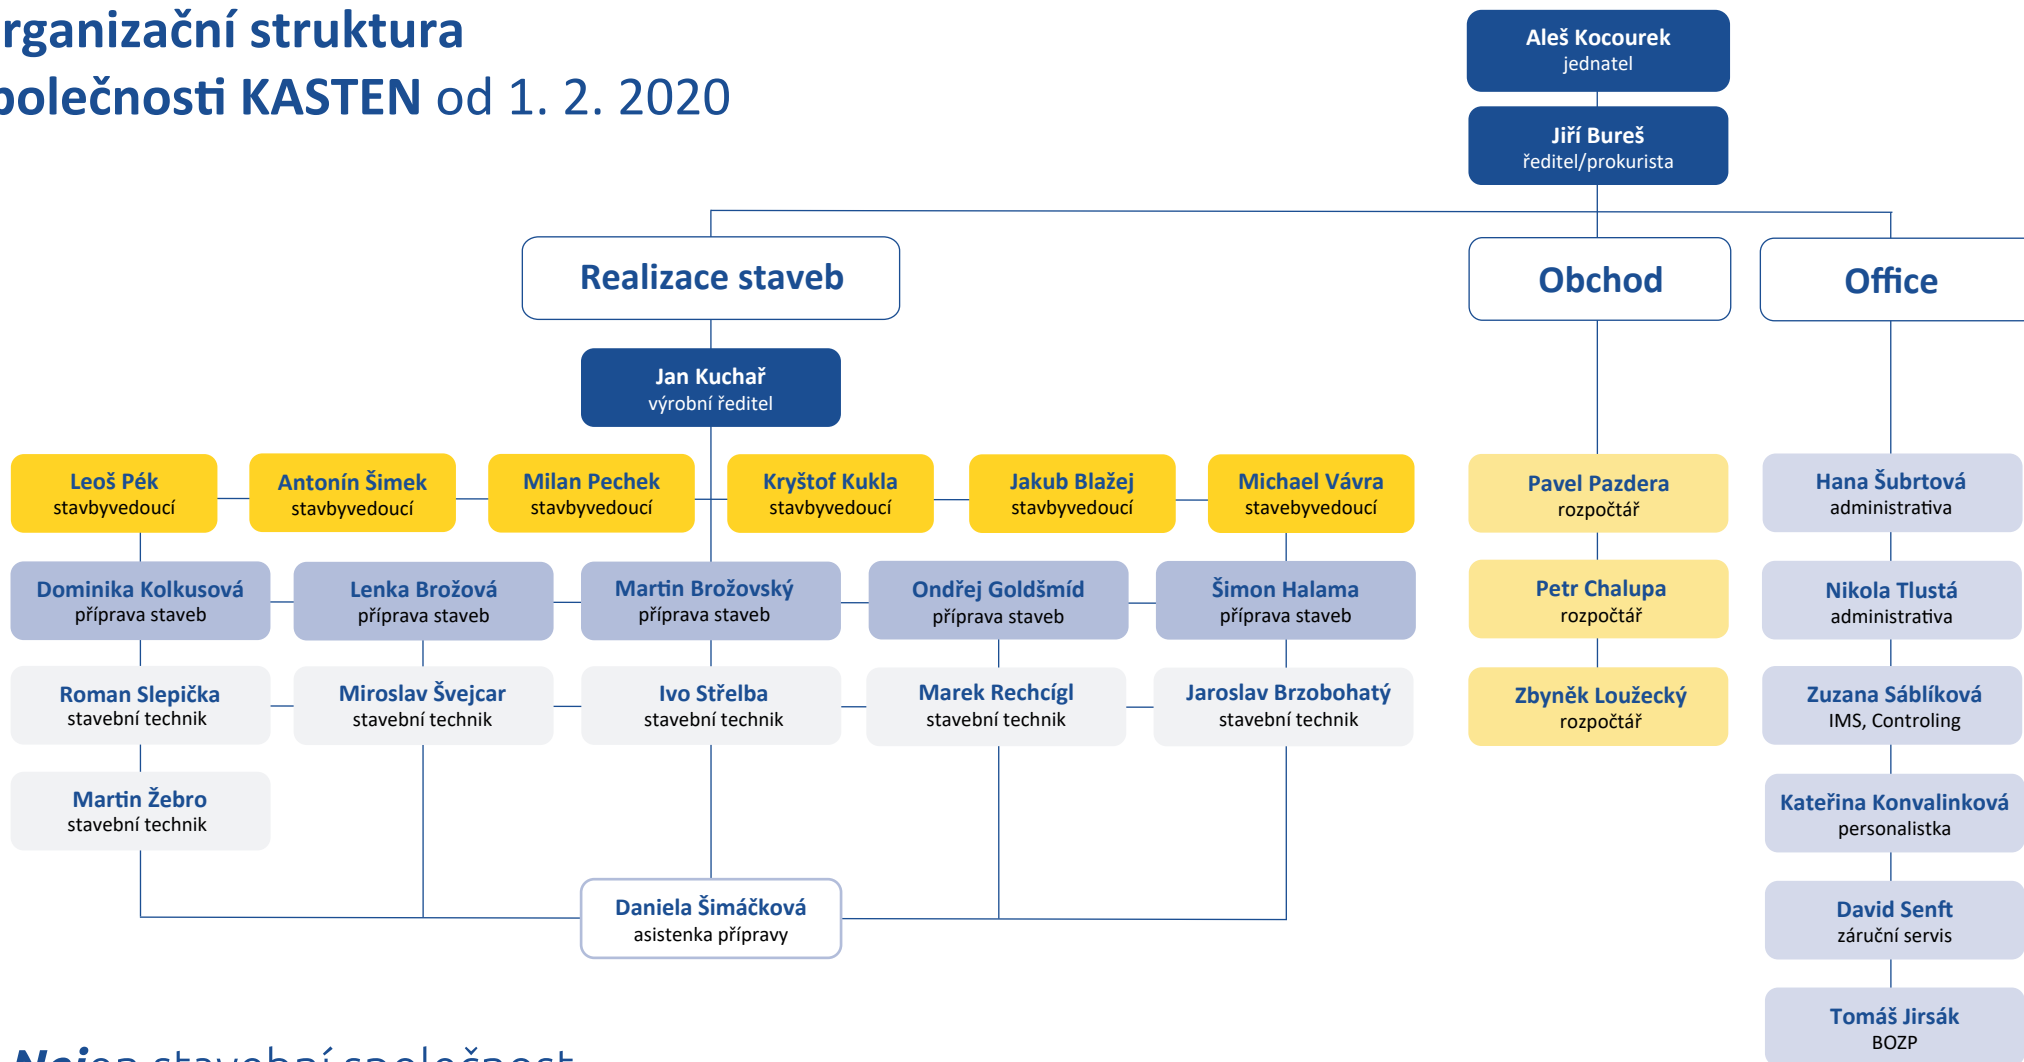 rganizační struktura
polečnosti KASTEN od 1. 2. 2020
Aleš Kocourek
jednatel
Jiří Bureš
ředitel/prokurista
Realizace staveb
Obchod
Office
Jan Kuchař
výrobní ředitel
Leoš Pék
stavbyvedoucí
Antonín Šimek
stavbyvedoucí
Milan Pechek
stavbyvedoucí
Kryštof Kukla
stavbyvedoucí
Jakub Blažej
stavbyvedoucí
Michael Vávra
stavebyvedoucí
Pavel Pazdera
rozpočtář
Hana Šubrtová
administrativa
Dominika Kolkusová
příprava staveb
Lenka Brožová
příprava staveb
Martin Brožovský
příprava staveb
Ondřej Goldšmíd
příprava staveb
Šimon Halama
příprava staveb
Petr Chalupa
rozpočtář
Nikola Tlustá
administrativa
Roman Slepička
stavební technik
Miroslav Švejcar
stavební technik
Ivo Střelba
stavební technik
Marek Rechcígl
stavební technik
Jaroslav Brzobohatý
stavební technik
Zbyněk Loužecký
rozpočtář
Zuzana Sáblíková
IMS, Controling
Martin Žebro
stavební technik
Kateřina Konvalinková
personalistka
Daniela Šimáčková
asistenka přípravy
David Senft
záruční servis
Tomáš Jirsák
BOZP
Nejen stavební společnost